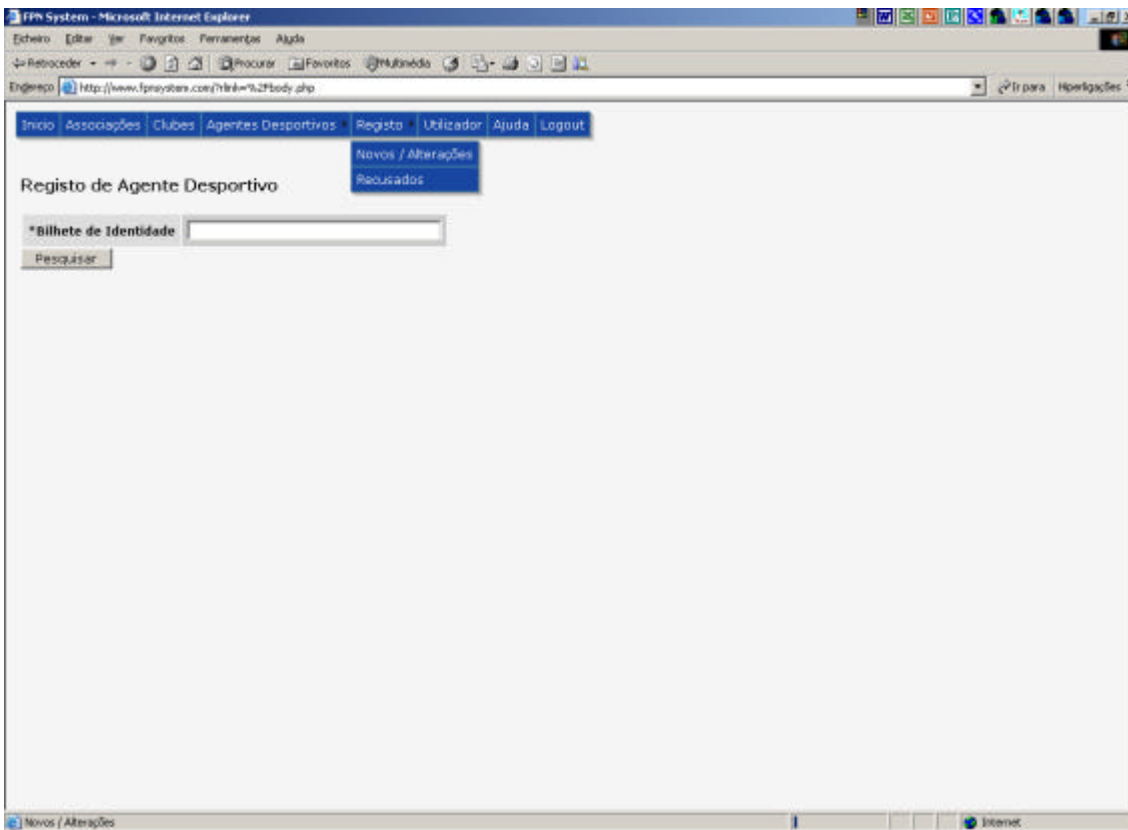 FPN System - Microsoft Internet Explorer
Ficheiro Editar Ver Favoritos Ferramentas Ajuda
Retroceder Procurar Favoritos Multimédia
Endereço http://www.fpnsystem.com/?rlink=%2Fbody.php Ir para Hiperligações
Inicio Associações Clubes Agentes Desportivos Registo Utilizador Ajuda Logout
Novos / Alterações
Recusados
Registo de Agente Desportivo
*Bilhete de Identidade
Pesquisar
Novos / Alterações Internet